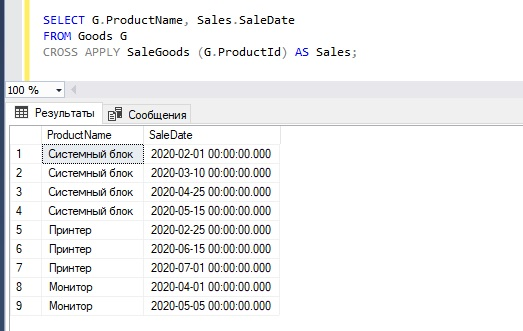 SELECT G.ProductName, Sales.SaleDate
FROM Goods G
CROSS APPLY SaleGoods (G.ProductId) AS Sales;
100 %
Результаты Сообщения
ProductName SaleDate
1 Системный блок 2020-02-01 00:00:00.000
2 Системный блок 2020-03-10 00:00:00.000
3 Системный блок 2020-04-25 00:00:00.000
4 Системный блок 2020-05-15 00:00:00.000
5 Принтер 2020-02-25 00:00:00.000
6 Принтер 2020-06-15 00:00:00.000
7 Принтер 2020-07-01 00:00:00.000
8 Монитор 2020-04-01 00:00:00.000
9 Монитор 2020-05-05 00:00:00.000